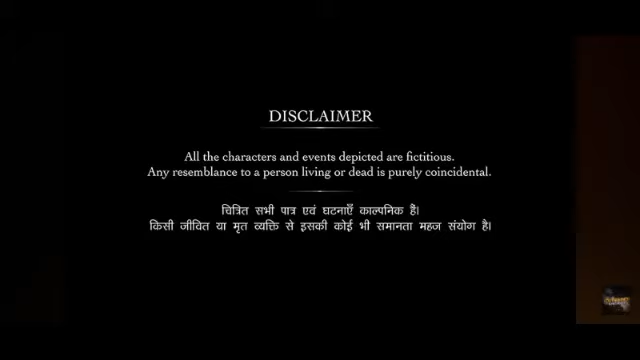 DISCLAIMER
All the characters and events depicted are fictitious.
Any resemblance to a person living or dead is purely coincidental.
चित्रित सभी पात्र एवं घटनाएँ काल्पनिक है।
किसी जीवित या मृत व्यक्ति से इसकी कोई भी समानता महज संयोग है।